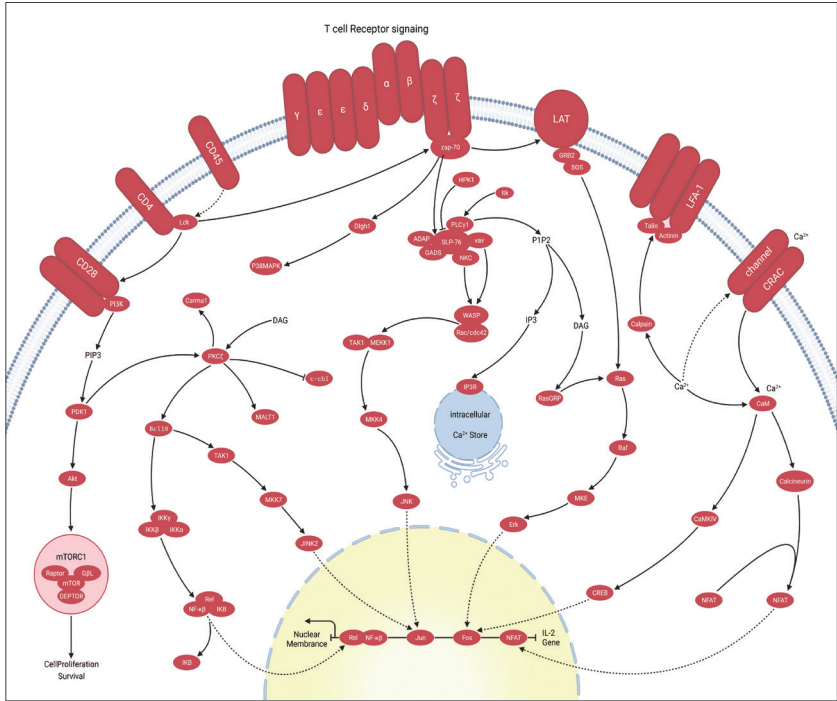 T cell Receptor signaing
γ
ε
ε
δ
α
β
ζ
ζ
zap-70
LAT
GRB2
SOS
CD45
CD4
Lck
CD28
PI3K
HPK1
Itk
Dlgh1
P38MAPK
PLCγ1
ADAP
SLP-76
vav
GADS
NKC
P1P2
LFA-1
Talin
Actinin
channel
CRAC
Ca²⁺
Carma1
DAG
PIP3
PKCζ
c-cbl
WASP
Rac/cdc42
TAK1
MEKK1
IP3
DAG
Calpein
Ca²⁺
Ca²⁺
CaM
PDK1
MALT1
Bcl10
IP3R
intracellular
Ca²⁺ Store
RasGRP
Ras
MKK4
Raf
Akt
TAK1
MKK7
JNK
MKE
Erk
Calcineurin
CaMKIV
IKKγ
IKKβ
IKKα
JINK2
mTORC1
Raptor
GβL
mTOR
DEPTOR
Rel
NF-κβ
IKB
CREB
NFAT
NFAT
Nuclear
Membrance
Rel
NF-κβ
Jun
Fos
NFAT
IL-2
Gene
IKB
CellProliferation
Survival